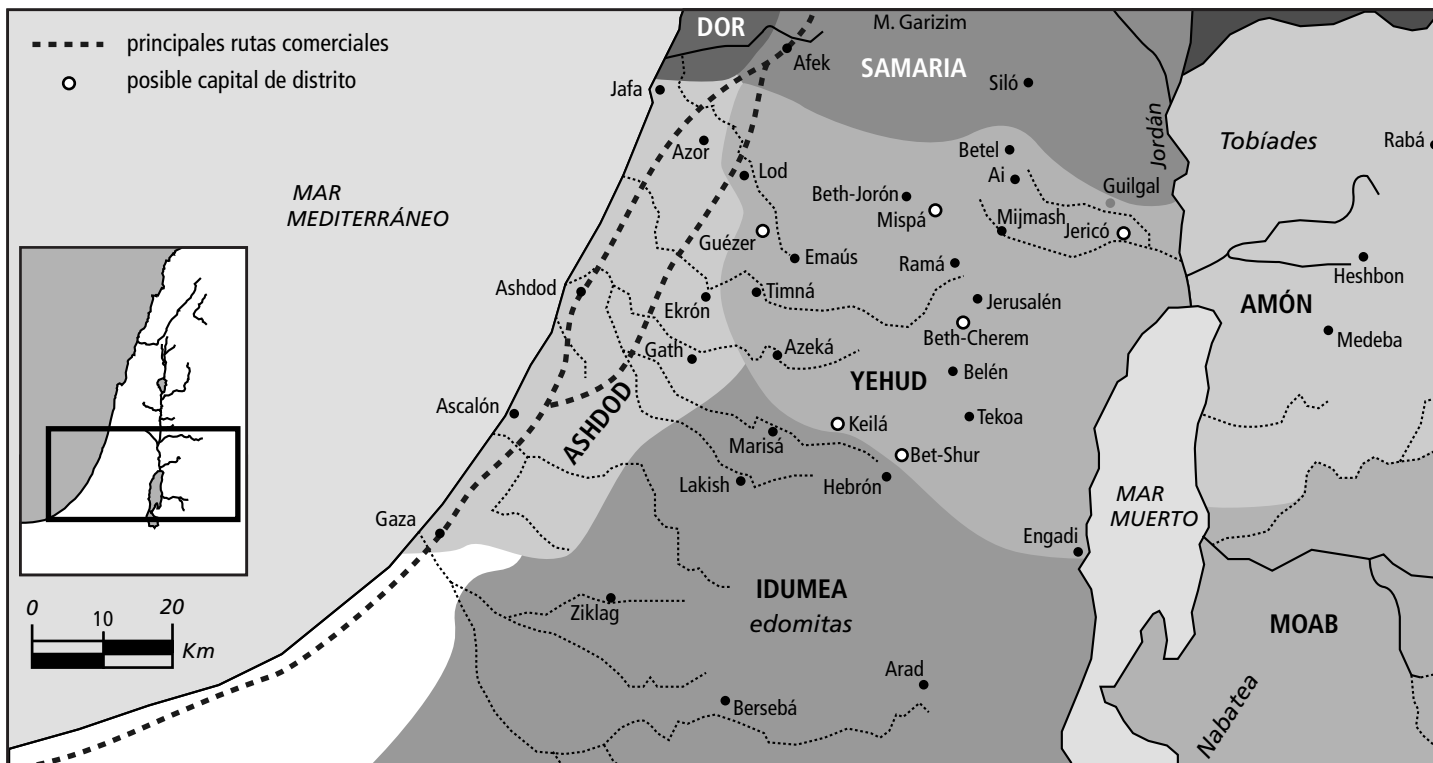 principales rutas comerciales
posible capital de distrito
DOR
M. Garizim
Afek
SAMARIA
Jafa
Siló
Jordán
Tobíades
Rabá
Azor
Betel
Lod
Ai
Guilgal
MAR
MEDITERRÁNEO
Beth-Jorón
Mispá
Mijmash
Jericó
Guézer
Emaús
Ramá
Heshbon
Ashdod
Ekrón
Timná
Jerusalén
AMÓN
Beth-Cherem
Medeba
Gath
Azeká
YEHUD
Belén
ASHDOD
Ascalón
Keilá
Tekoa
Marisá
Bet-Shur
Lakish
Hebrón
MAR
MUERTO
Gaza
Engadi
IDUMEA
edomitas
Ziklag
MOAB
0 10 20
Km
Arad
Bersebá
Nabatea